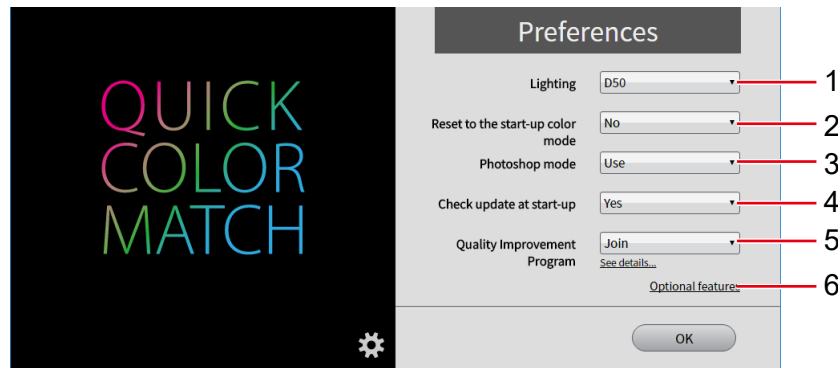 QUICK
COLOR
MATCH
Preferences
Lighting D50 1
Reset to the start-up color
mode No 2
Photoshop mode Use 3
Check update at start-up Yes 4
Quality Improvement
Program Join 5
See details...
Optional features 6
OK